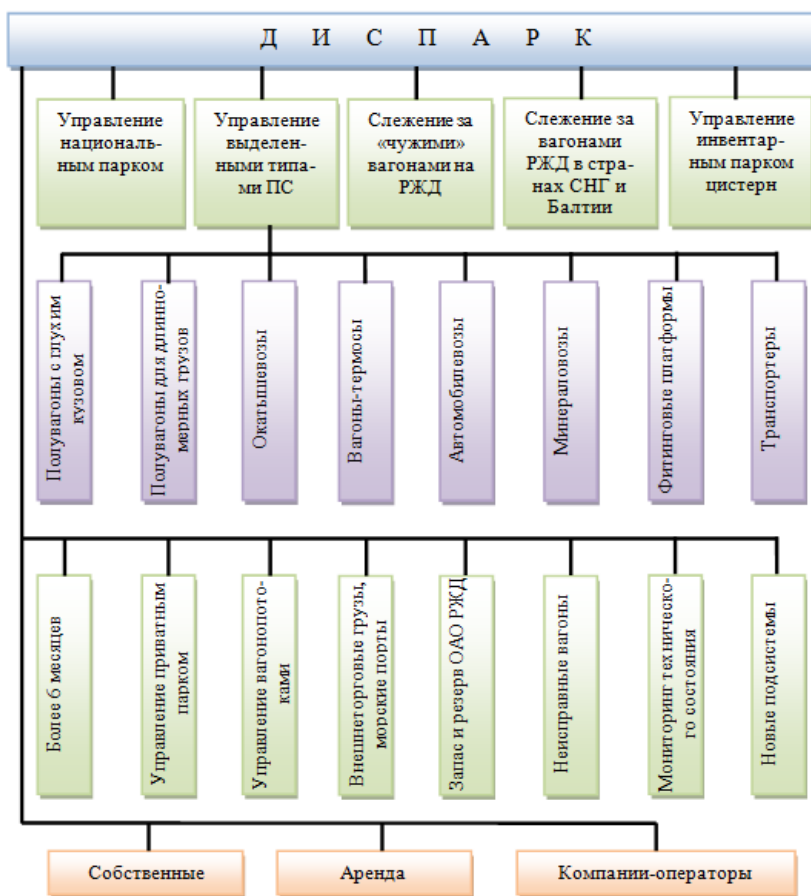 Д И С П А Р К
Управление
националь-
ным парком
Управление
выделен-
ными типа-
ми ПС
Слежение за
«чужими»
вагонами на
РЖД
Слежение за
вагонами
РЖД в стра-
нах СНГ и
Балтии
Управление
инвентар-
ным парком
цистерн
Полувагоны с глухим
кузовом
Полувагоны для длинно-
мерных грузов
Окатышевозы
Вагоны-термосы
Автомобилевозы
Минераловозы
Фитинговые платформы
Транспортеры
Более 6 месяцев
Управление приватным
парком
Управление вагонопото-
ками
Внешнеторговые грузы,
морские порты
Запас и резерв ОАО РЖД
Неисправные вагоны
Мониторинг техническо-
го состояния
Новые подсистемы
Собственные
Аренда
Компании-операторы